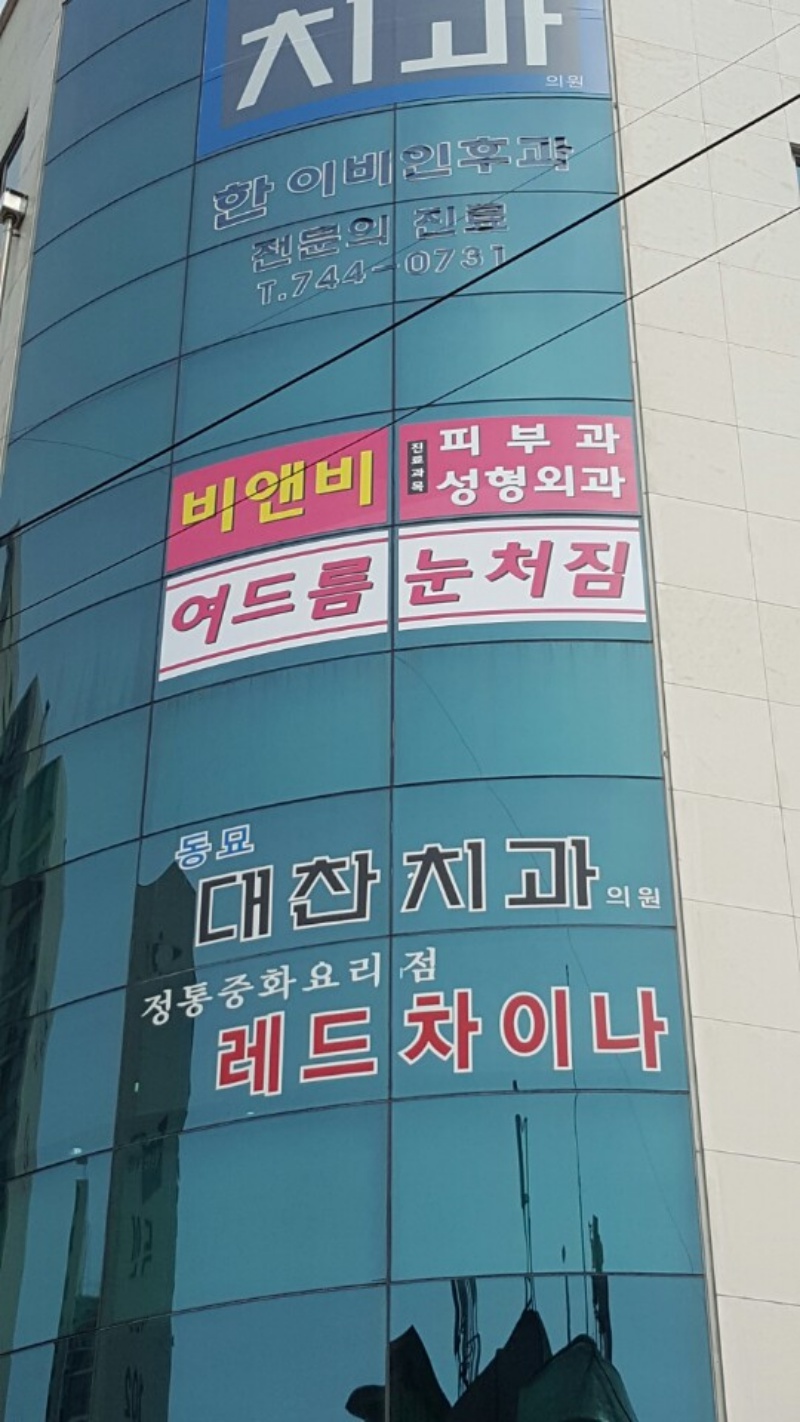 치과
의원
한 이비인후과
전문의 진료
T.744-0731
비앤비
진료과목
피부과
성형외과
여드름 눈처짐
동묘
대찬치과의원
정통중화요리점
레드차이나